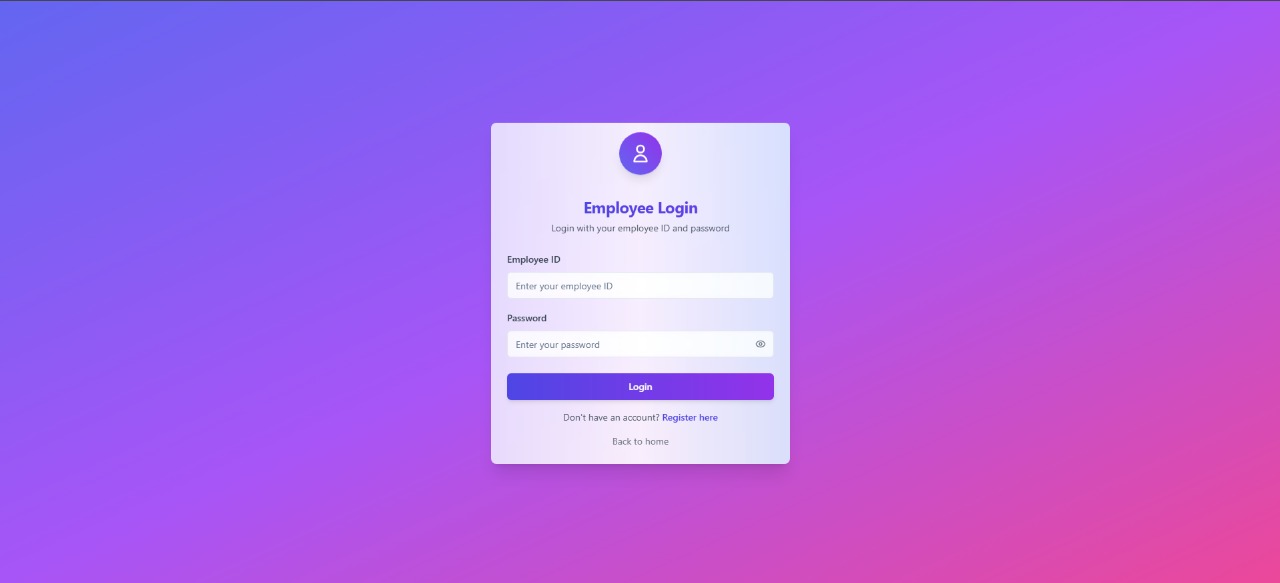 Employee Login
Login with your employee ID and password
Employee ID
Enter your employee ID
Password
Enter your password
Login
Don't have an account? Register here
Back to home